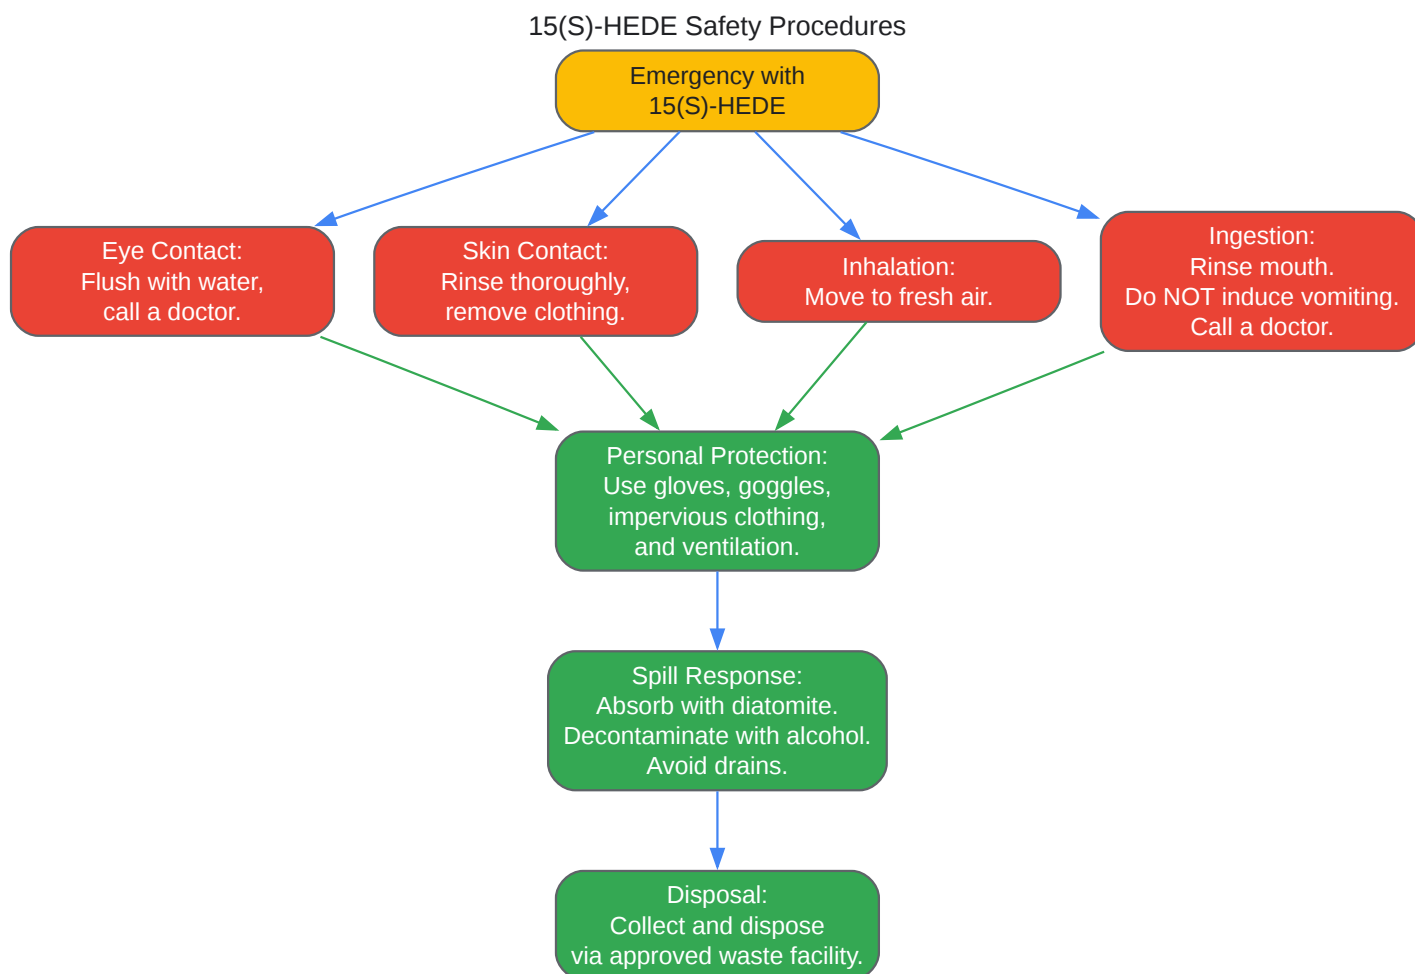 15(S)-HEDE Safety Procedures
Emergency with
15(S)-HEDE
Eye Contact:
Flush with water,
call a doctor.
Skin Contact:
Rinse thoroughly,
remove clothing.
Inhalation:
Move to fresh air.
Ingestion:
Rinse mouth.
Do NOT induce vomiting.
Call a doctor.
Personal Protection:
Use gloves, goggles,
impervious clothing,
and ventilation.
Spill Response:
Absorb with diatomite.
Decontaminate with alcohol.
Avoid drains.
Disposal:
Collect and dispose
via approved waste facility.